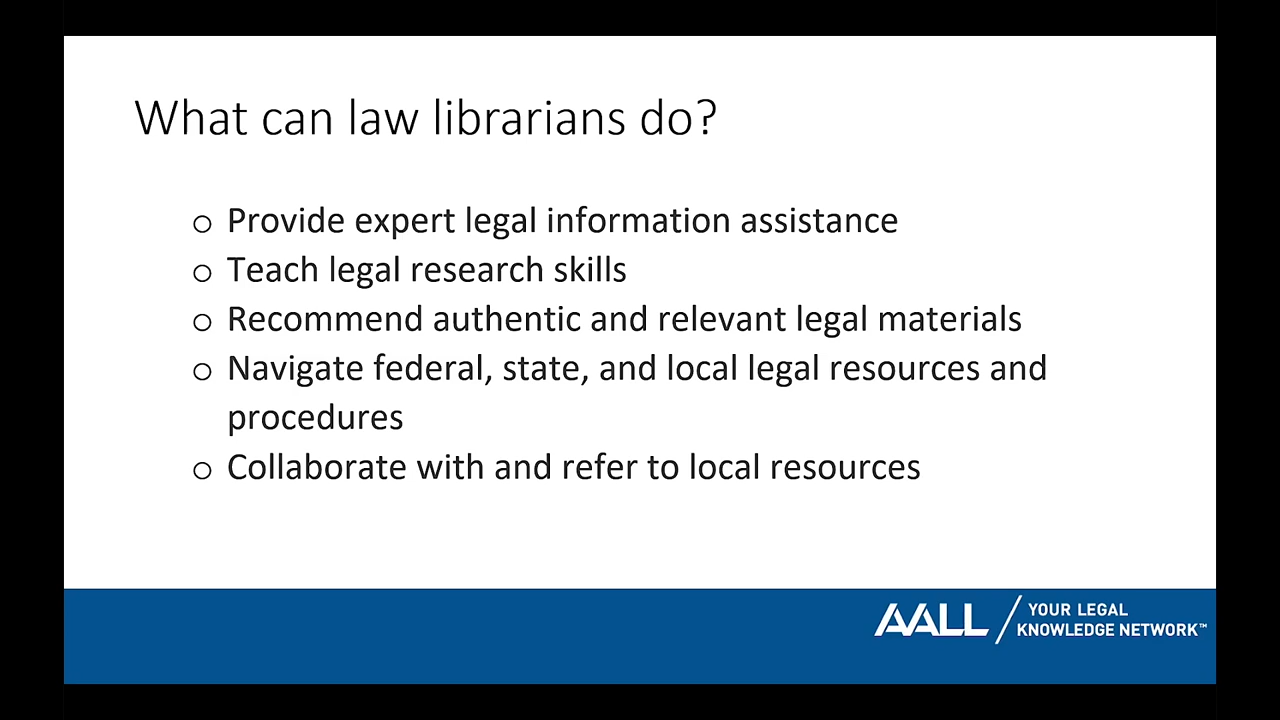 What can law librarians do?
o Provide expert legal information assistance
o Teach legal research skills
o Recommend authentic and relevant legal materials
o Navigate federal, state, and local legal resources and
procedures
o Collaborate with and refer to local resources
AALL
YOUR LEGAL
KNOWLEDGE NETWORK™